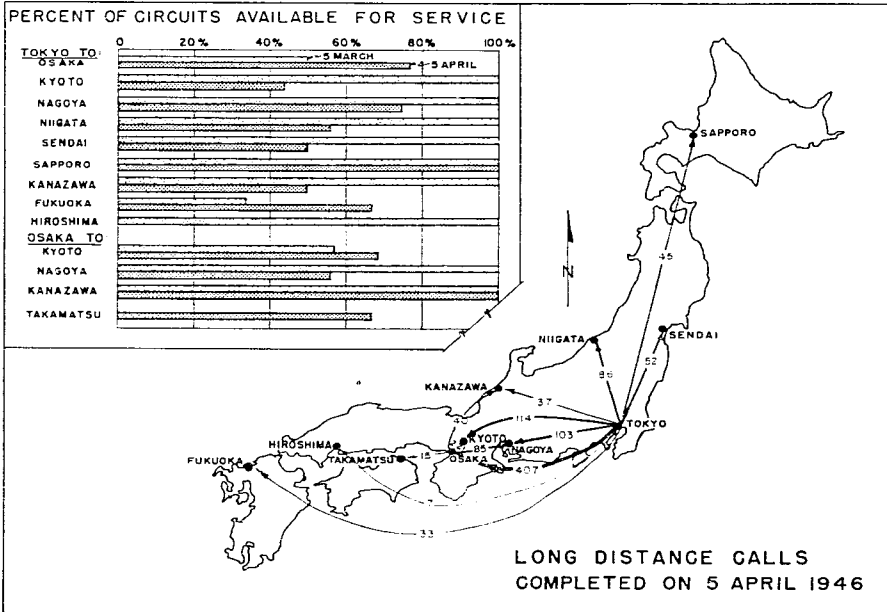 PERCENT OF CIRCUITS AVAILABLE FOR SERVICE
0 20% 40% 60% 80% 100%
TOKYO TO:
5 MARCH
OSAKA
5 APRIL
KYOTO
NAGOYA
NIIGATA
SENDAI
SAPPORO
KANAZAWA
FUKUOKA
HIROSHIMA
OSAKA TO
KYOTO
NAGOYA
KANAZAWA
TAKAMATSU
SAPPORO
N
45
NIIGATA
SENDAI
52
86
KANAZAWA
37
40
114
TOKYO
103
HIROSHIMA
KYOTO
85
NAGOYA
TAKAMATSU
15
OSAKA
FUKUOKA
407
7
33
LONG DISTANCE CALLS
COMPLETED ON 5 APRIL 1946